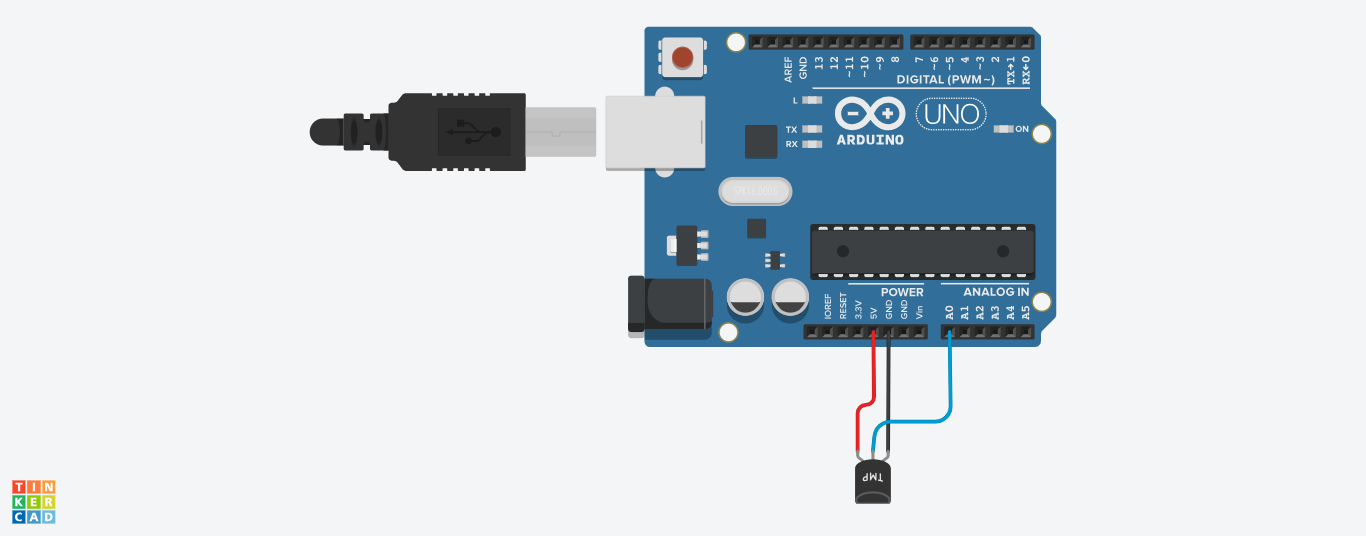 AREF
GND
13
12
~11
~10
~9
8
7
~6
~5
4
~3
2
TX→1
RX←0
DIGITAL (PWM~)
L
TX
RX
ARDUINO
UNO
ON
POWER
ANALOG IN
IOREF
RESET
3.3V
5V
GND
GND
Vin
A0
A1
A2
A3
A4
A5
TMP
TIN
KER
CAD